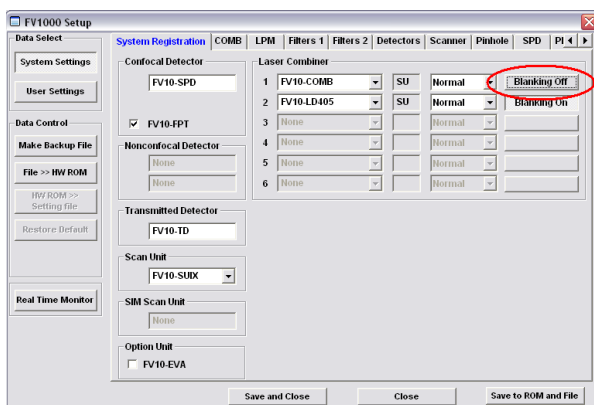 FV1000 Setup
Data Select
System Settings
User Settings
Data Control
Make Backup File
File >> HW ROM
HW ROM >>
Setting file
Restore Default
Real Time Monitor
System Registration COMB LPM Filters 1 Filters 2 Detectors Scanner Pinhole SPD
Confocal Detector
FV10-SPD
FV10-FPT
Nonconfocal Detector
None
None
Transmitted Detector
FV10-TD
Scan Unit
FV10-SUIX
SIM Scan Unit
None
Option Unit
FV10-EVA
Laser Combiner
1 FV10-COMB SU Normal Blanking Off
2 FV10-LD405 SU Normal Blanking On
3 None Normal
4 None Normal
5 None Normal
6 None Normal
Save and Close Close Save to ROM and File